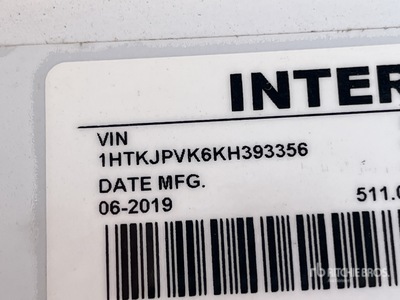 INTER
VIN
1HTKJPVK6KH393356
DATE MFG.
06-2019
511.0
RITCHIE BROS.